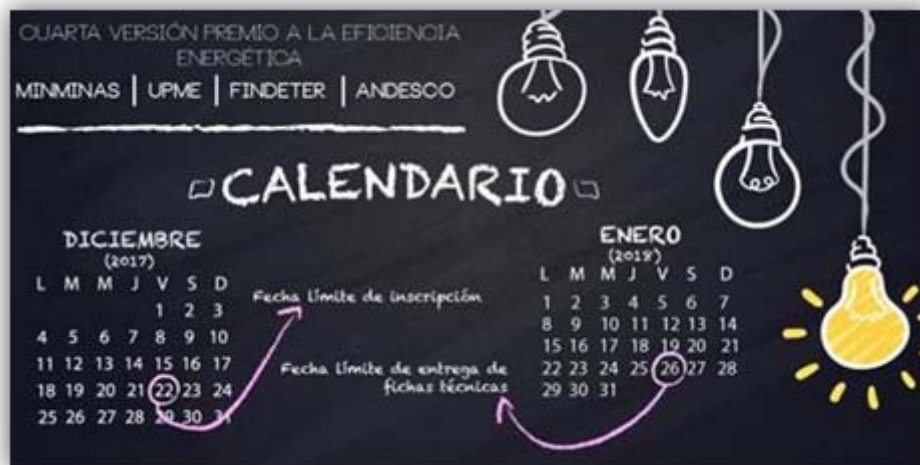 CUARTA VERSIÓN PREMIO A LA EFICIENCIA
ENERGÉTICA
MINMINAS | UPME | FINDETER | ANDESCO
CALENDARIO
DICIEMBRE
(2017)
L M M J V S D
1 2 3
4 5 6 7 8 9 10
11 12 13 14 15 16 17
18 19 20 21 22 23 24
25 26 27 28 29 30 31
Fecha límite de inscripción
Fecha límite de entrega de
fichas técnicas
ENERO
(2018)
L M M J V S D
1 2 3 4 5 6 7
8 9 10 11 12 13 14
15 16 17 18 19 20 21
22 23 24 25 26 27 28
29 30 31